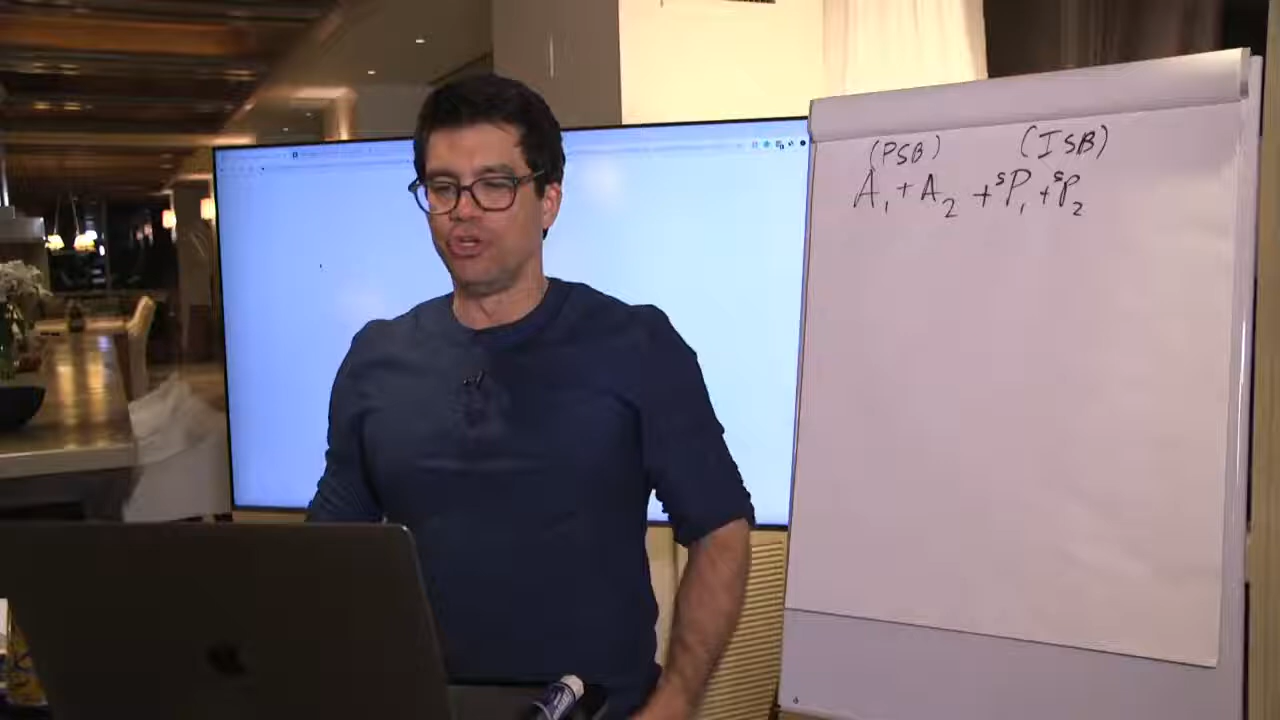 (PSB) (ISB)
A₁ + A₂ + ˢP₁ + ˢP₂